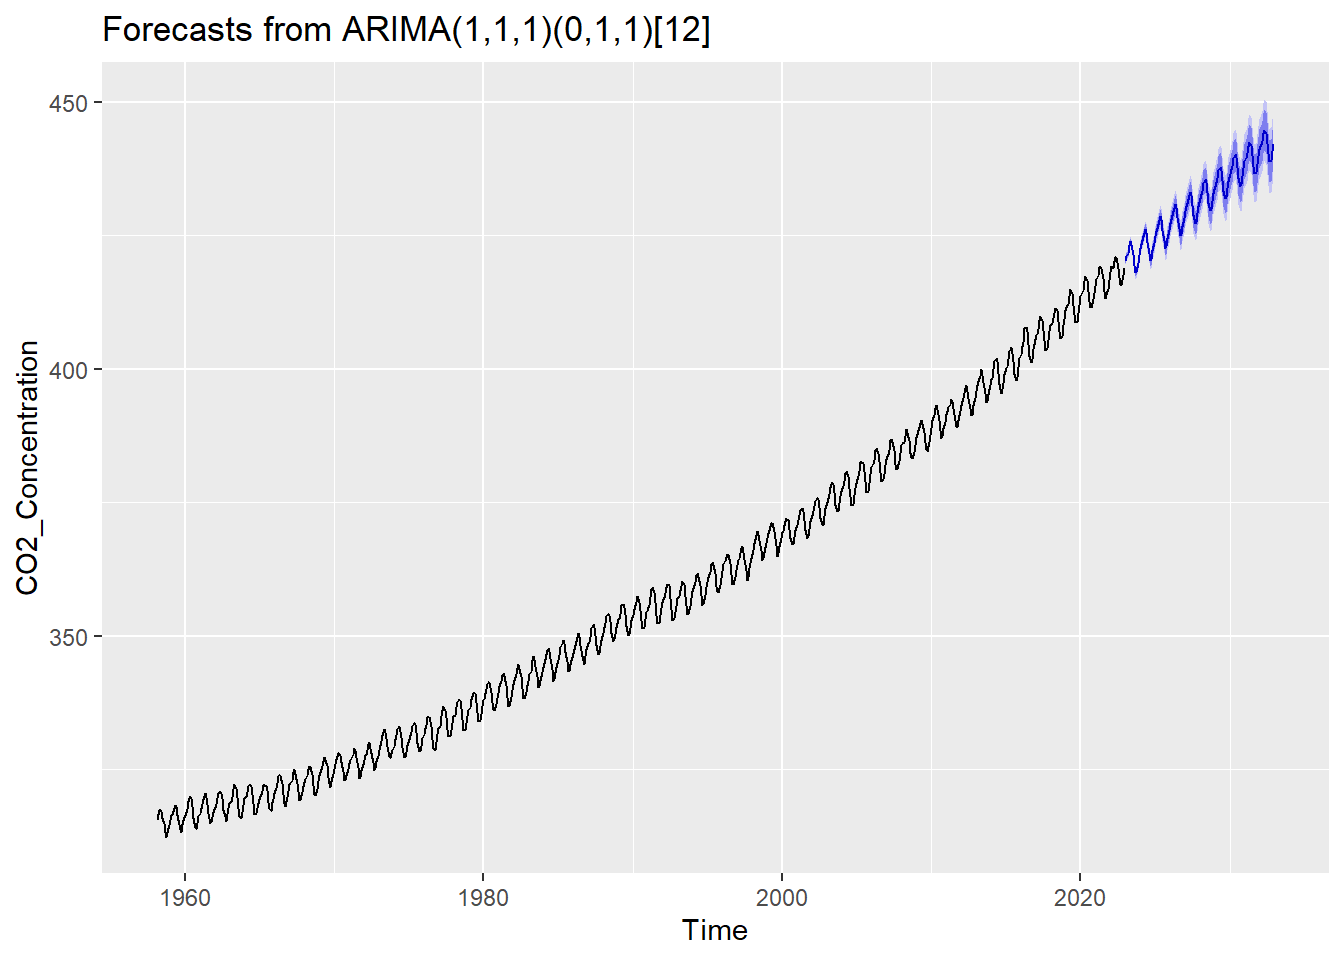 Forecasts from ARIMA(1,1,1)(0,1,1)[12]
450
400
350
CO2_Concentration
1960
1980
2000
2020
Time